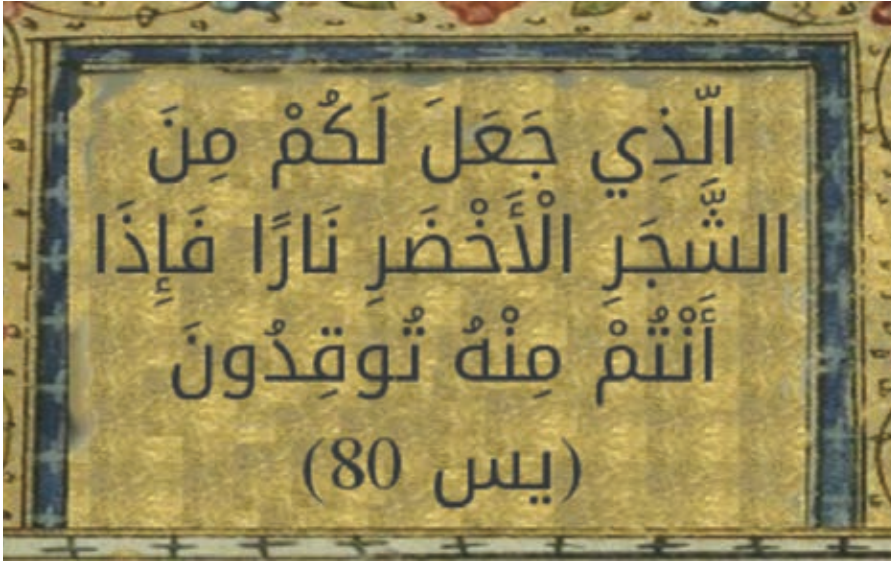 الَّذِي جَعَلَ لَكُمْ مِنَ
الشَّجَرِ الْأَخْضَرِ نَارًا فَإِذَا
أَنْتُمْ مِنْهُ تُوقِدُونَ
(يس 80)